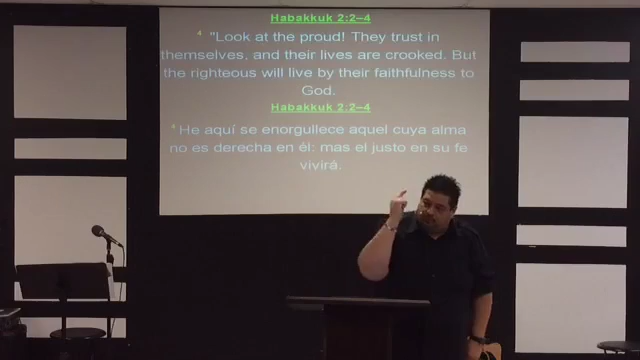 Habakkuk 2:2–4
4 "Look at the proud! They trust in
themselves, and their lives are crooked. But
the righteous will live by their faithfulness to
God.
Habakkuk 2:2–4
4 He aquí se enorgullece aquel cuya alma
no es derecha en él: mas el justo en su fe
vivirá.